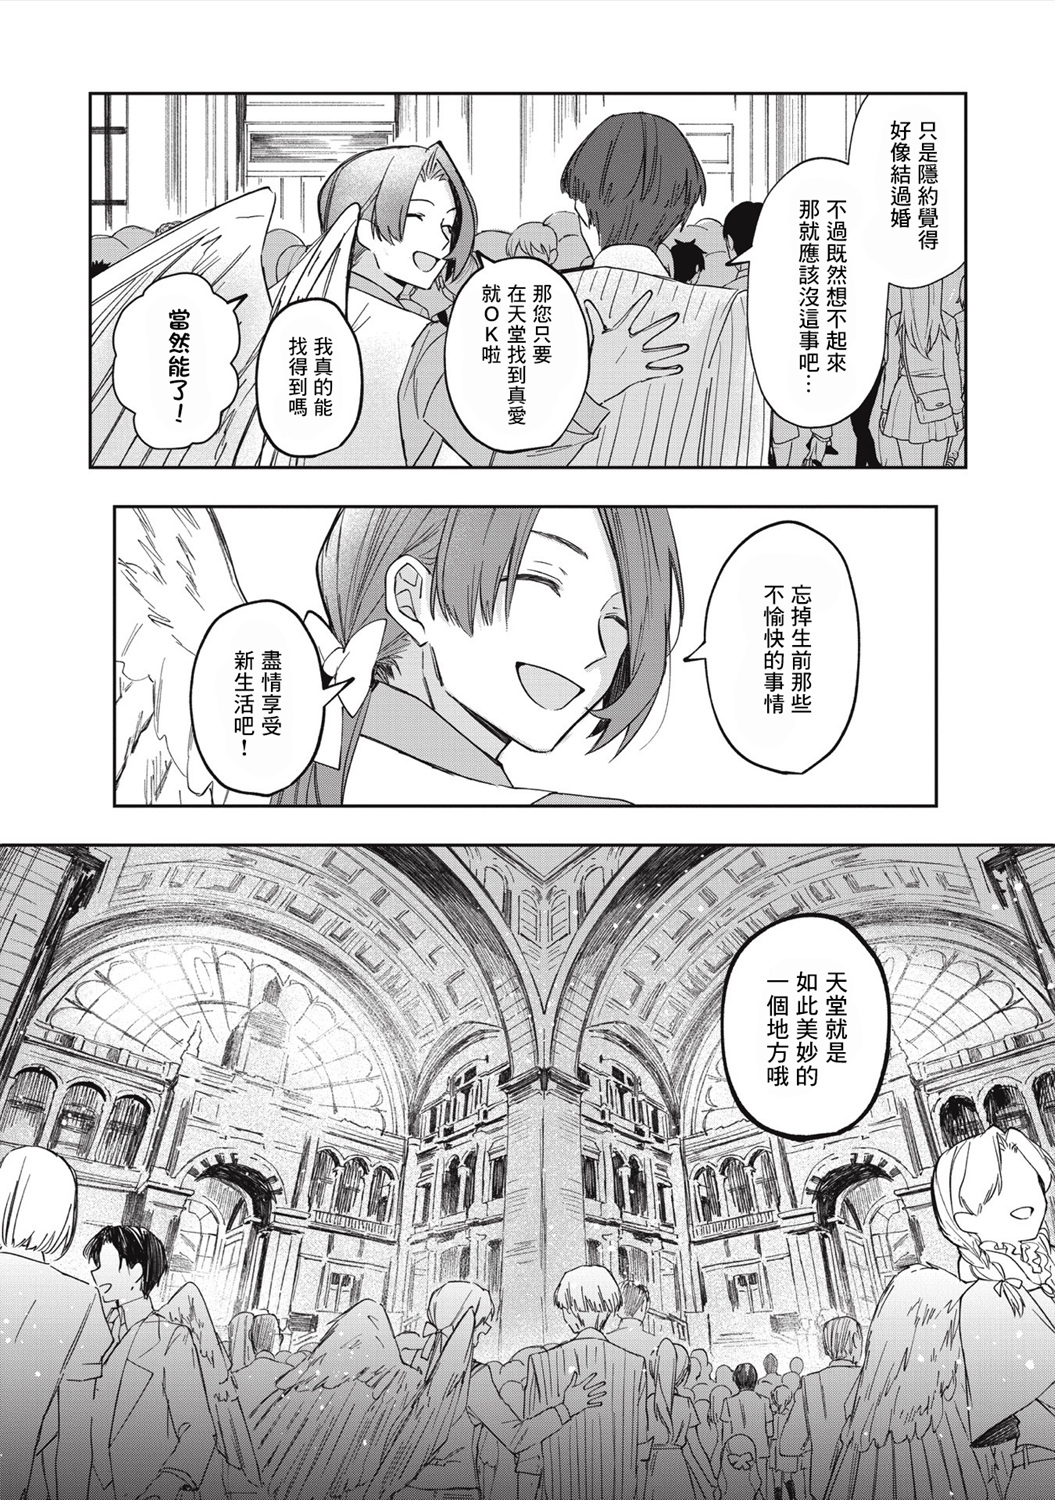 只是隱約覺得
好像結過婚
不過既然想不起來
那就應該沒這事吧…
那您只要
在天堂找到真愛
就OK啦
我真的能
找得到嗎
當然能了！
忘掉生前那些
不愉快的事情
盡情享受
新生活吧！
天堂就是
如此美妙的
一個地方哦